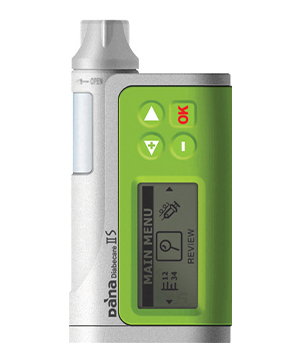 OPEN
OK
MAIN MENU
12
34
REVIEW
Dana Diabecare IIS